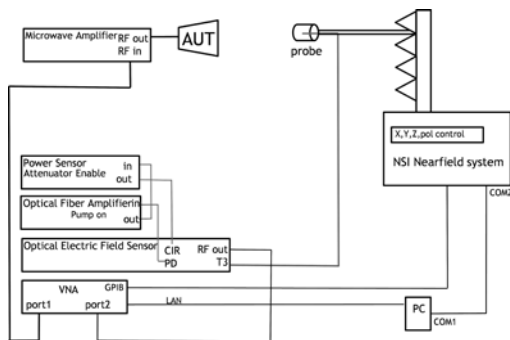 Microwave Amplifier
RF out
RF in
AUT
probe
X,Y,Z,pol control
NSI Nearfield system
COM2
Power Sensor
in
Attenuator Enable
out
Optical Fiber Amplifier
in
Pump on
out
Optical Electric Field Sensor
CIR
RF out
PD
T3
VNA
GPIB
port1
port2
LAN
PC
COM1